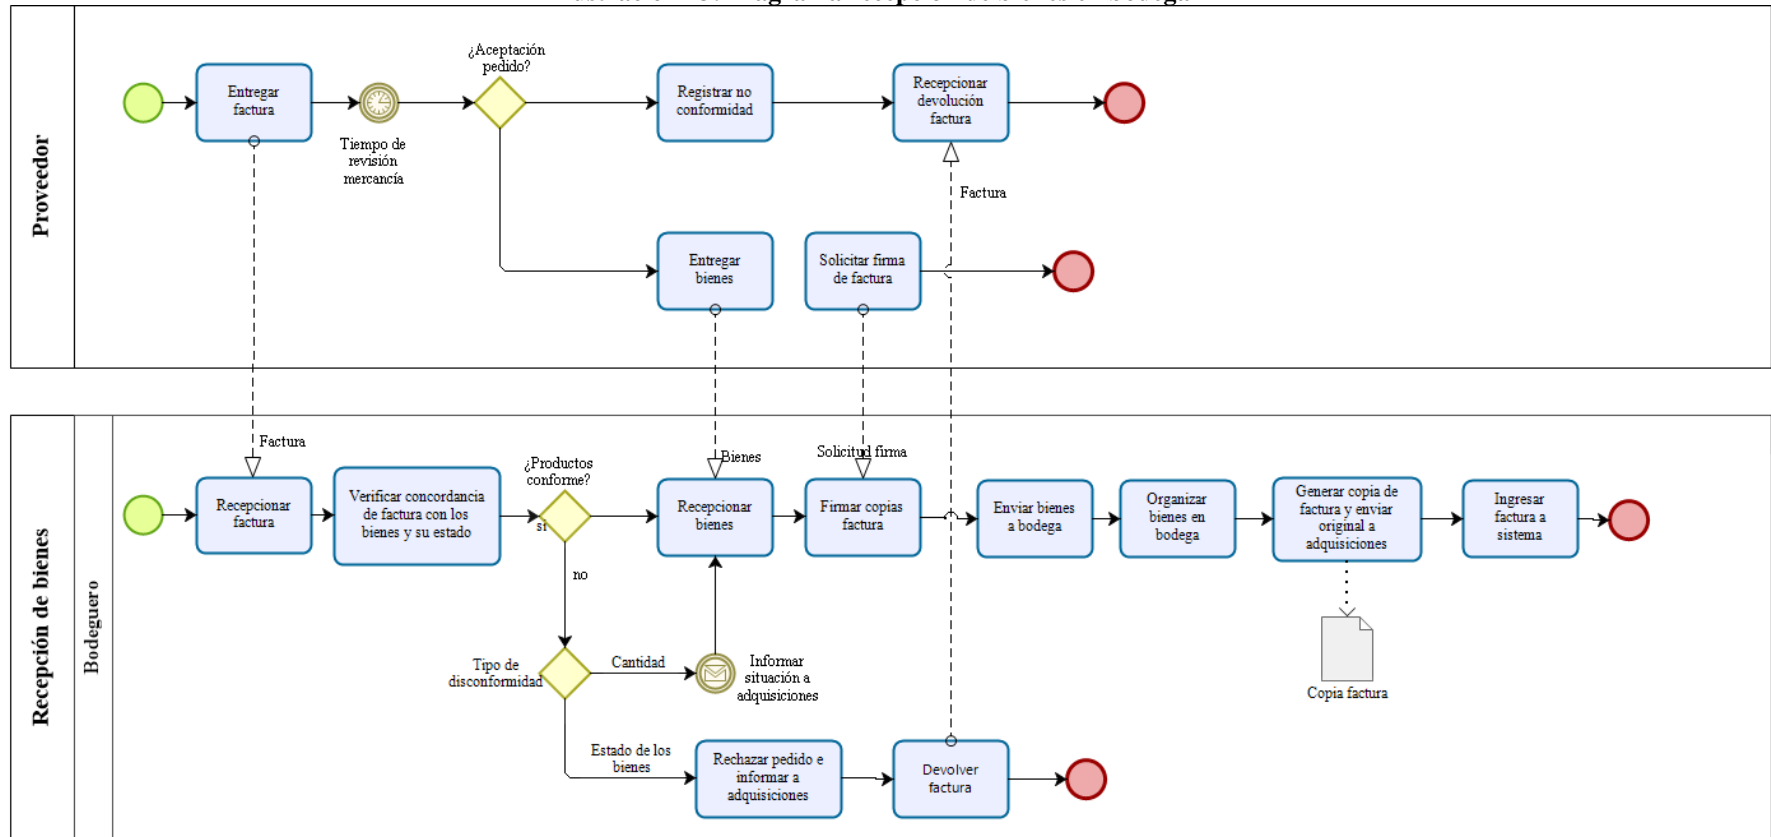 ¿Aceptación
pedido?
Entregar
factura
Registrar no
conformidad
Recepcionar
devolución
factura
Tiempo de
revisión
mercancía
Factura
Proveedor
Entregar
bienes
Solicitar firma
de factura
Factura
¿Productos
conforme?
Bienes
Solicitud firma
Recepcionar
factura
Verificar concordancia
de factura con los
bienes y su estado
si
Recepcionar
bienes
Firmar copias
factura
Enviar bienes
a bodega
Organizar
bienes en
bodega
Generar copia de
factura y enviar
original a
adquisiciones
Ingresar
factura a
sistema
no
Recepción de bienes
Bodeguero
Tipo de
disconformidad
Cantidad
Informar
situación a
adquisiciones
Copia factura
Estado de los
bienes
Rechazar pedido e
informar a
adquisiciones
Devolver
factura